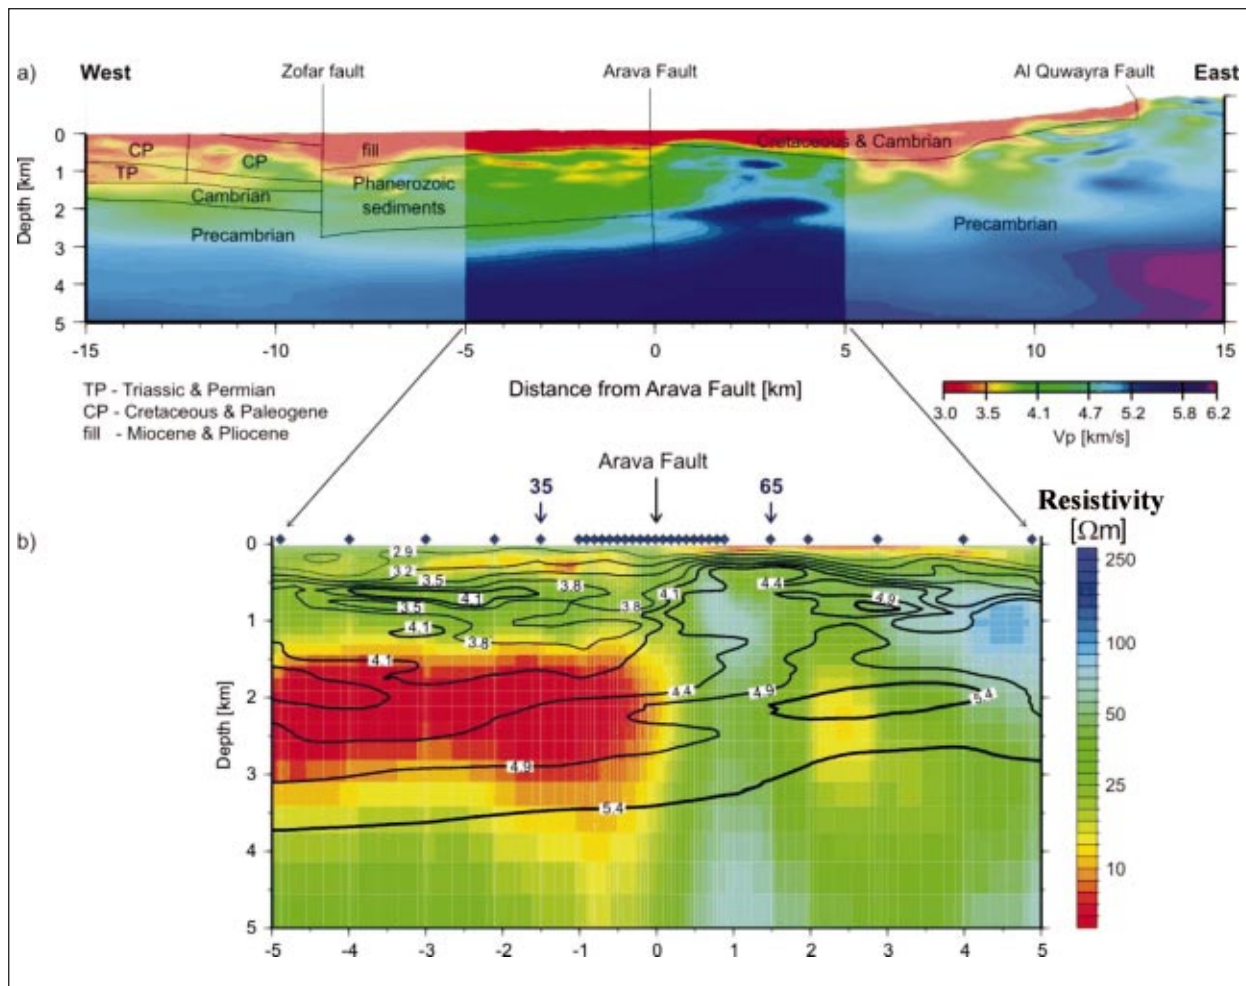 a) West Zofar fault Arava Fault Al Quwayra Fault East
0
1
2
3
4
5
Depth [km]
CP
TP
CP
fill
Cretaceous & Cambrian
Phanerozoic
sediments
Cambrian
Precambrian
Precambrian
-15 -10 -5 0 5 10 15
TP - Triassic & Permian
CP - Cretaceous & Paleogene
fill - Miocene & Pliocene
Distance from Arava Fault [km]
3.0 3.5 4.1 4.7 5.2 5.8 6.2
Vp [km/s]
Arava Fault
35 65
Resistivity
[Ωm]
b)
0
1
2
3
4
5
Depth [km]
2.9
3.2
3.5
3.8
4.1
4.4
4.1
3.8
4.9
3.5
4.1
3.8
4.1
4.4
4.9
5.4
4.9
5.4
250
100
50
25
10
-5 -4 -3 -2 -1 0 1 2 3 4 5